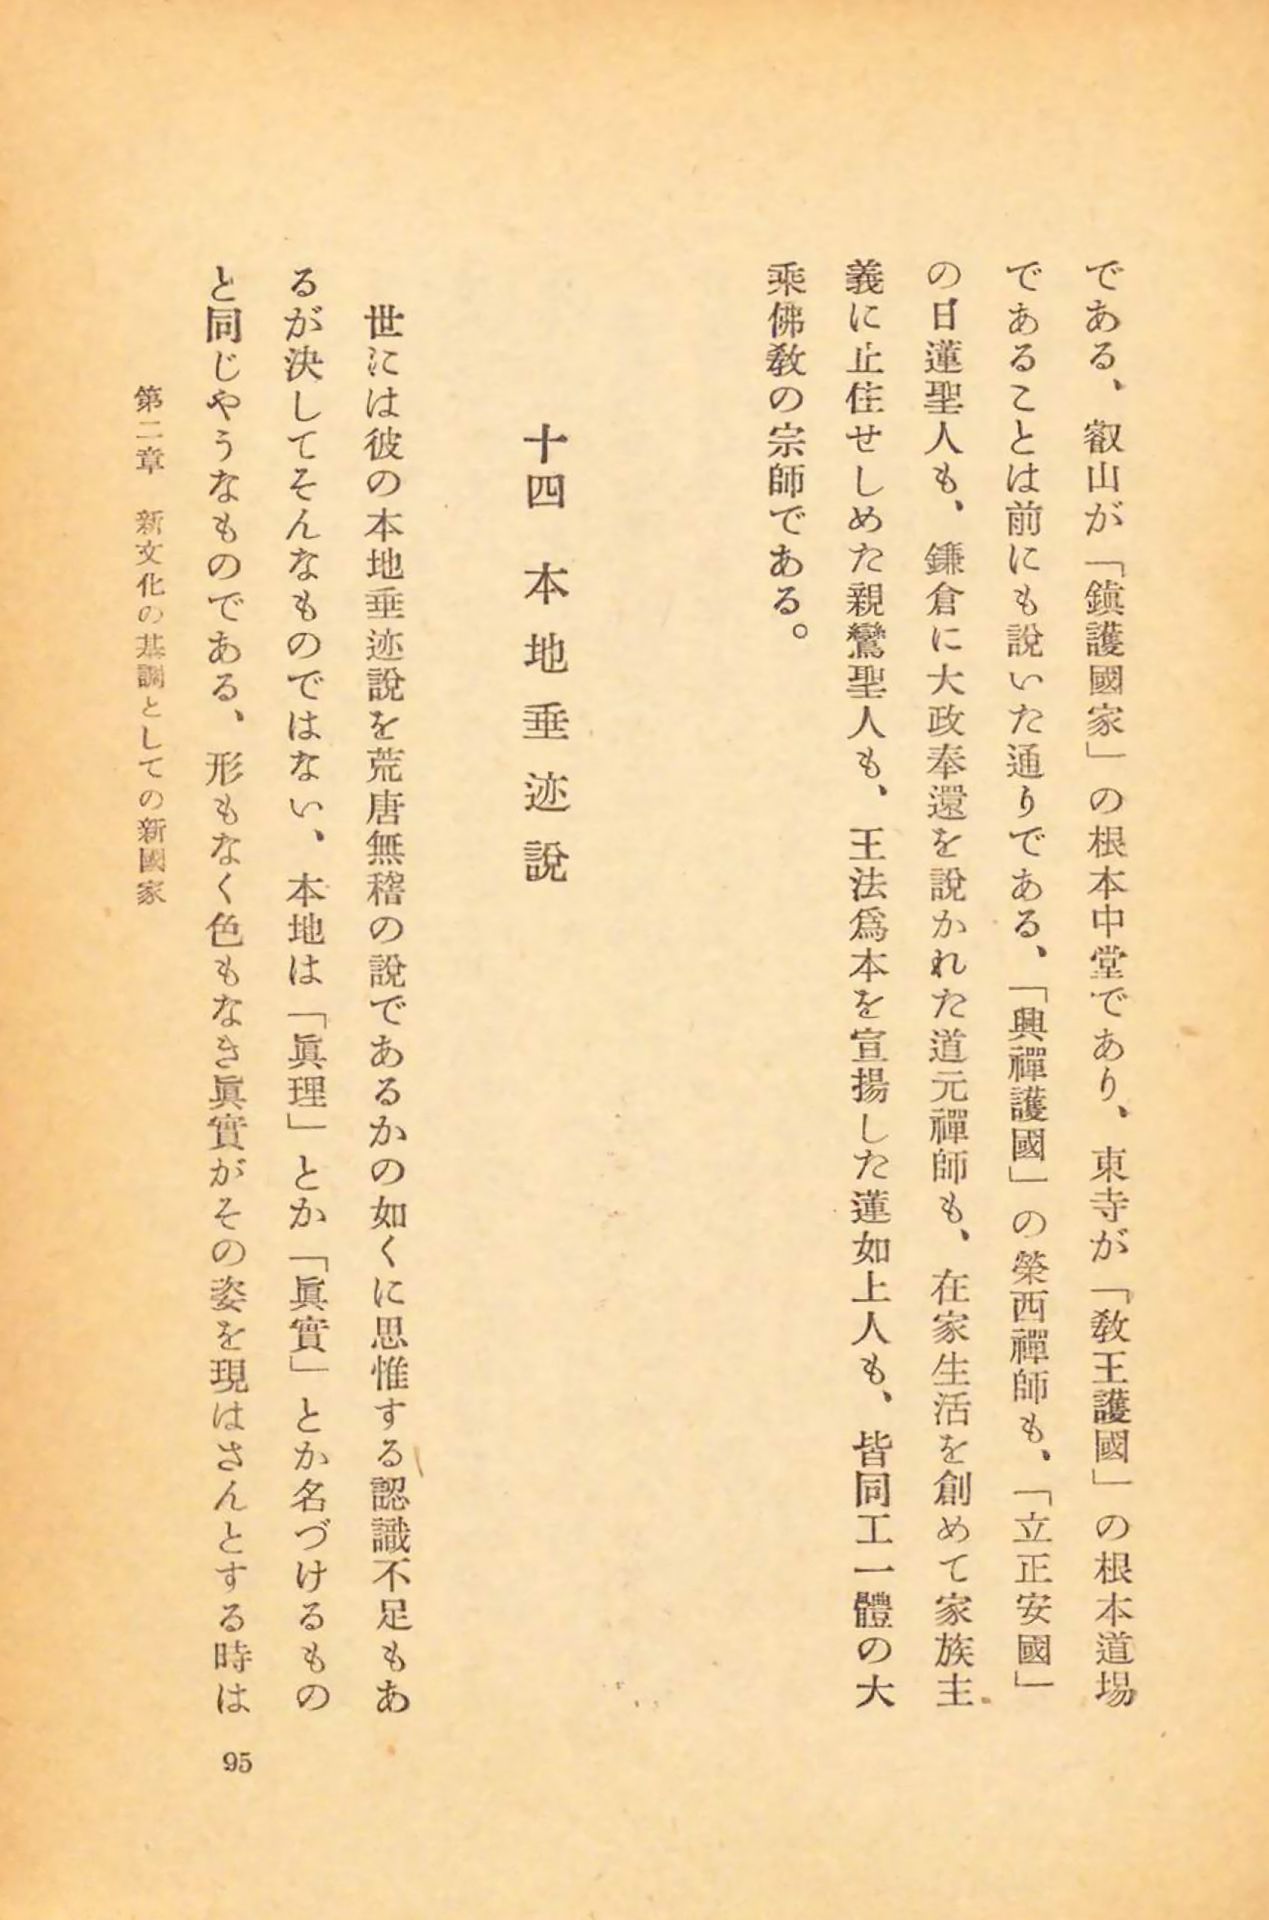 である、叡山が「鎭護國家」の根本中堂であり、東寺が「敎王護國」の根本道場
であることは前にも說いた通りである、「興禪護國」の榮西禪師も、「立正安國」
の日蓮聖人も、鎌倉に大政奉還を說かれた道元禪師も、在家生活を創めて家族主
義に止住せしめた親鸞聖人も、王法爲本を宣揚した蓮如上人も、皆同工一體の大
乘佛敎の宗師である。
十四　本地垂迹說
世には彼の本地垂迹說を荒唐無稽の說であるかの如くに思惟する認識不足もあ
るが決してそんなものではない、本地は「眞理」とか「眞實」とか名づけるもの
と同じやうなものである、形もなく色もなき眞實がその姿を現はさんとする時は
第二章　新文化の基調としての新國家
95